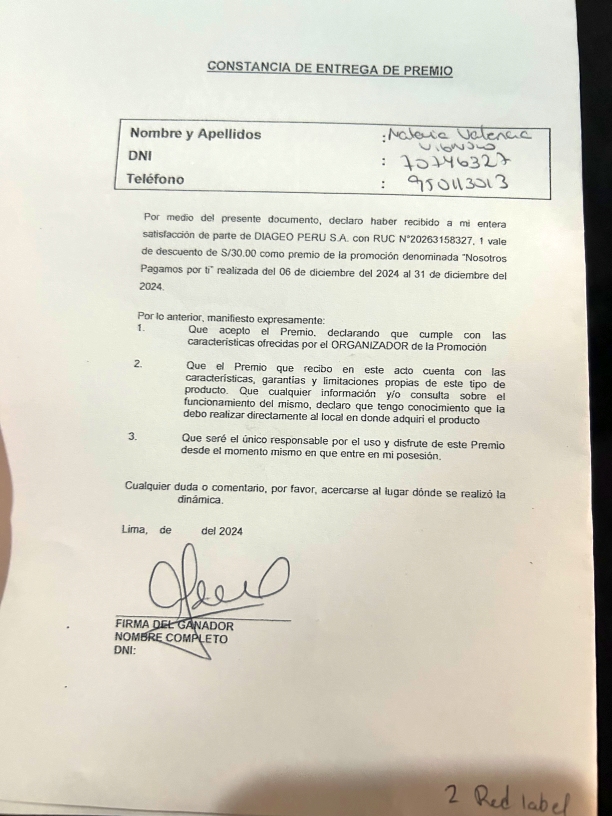 CONSTANCIA DE ENTREGA DE PREMIO
Nombre y Apellidos : Valencia
DNI : 70746327
Teléfono : 950113013
Por medio del presente documento, declaro haber recibido a mi entera
satisfacción de parte de DIAGEO PERU S.A. con RUC N°20263158327, 1 vale
de descuento de S/30.00 como premio de la promoción denominada "Nosotros
Pagamos por ti" realizada del 06 de diciembre del 2024 al 31 de diciembre del
2024.
Por lo anterior, manifiesto expresamente:
1. Que acepto el Premio, declarando que cumple con las
características ofrecidas por el ORGANIZADOR de la Promoción
2. Que el Premio que recibo en este acto cuenta con las
características, garantías y limitaciones propias de este tipo de
producto. Que cualquier información y/o consulta sobre el
funcionamiento del mismo, declaro que tengo conocimiento que la
debo realizar directamente al local en donde adquirí el producto
3. Que seré el único responsable por el uso y disfrute de este Premio
desde el momento mismo en que entre en mi posesión.
Cualquier duda o comentario, por favor, acercarse al lugar dónde se realizó la
dinámica.
Lima, de del 2024
FIRMA DEL GANADOR
NOMBRE COMPLETO
DNI:
2 Red label